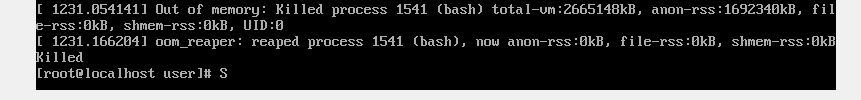 [ 1231.054141] Out of memory: Killed process 1541 (bash) total-vm:2665148kB, anon-rss:1692340kB, fil
e-rss:0kB, shmem-rss:0kB, UID:0
[ 1231.166204] oom_reaper: reaped process 1541 (bash), now anon-rss:0kB, file-rss:0kB, shmem-rss:0kB
Killed
[root@localhost user]# S